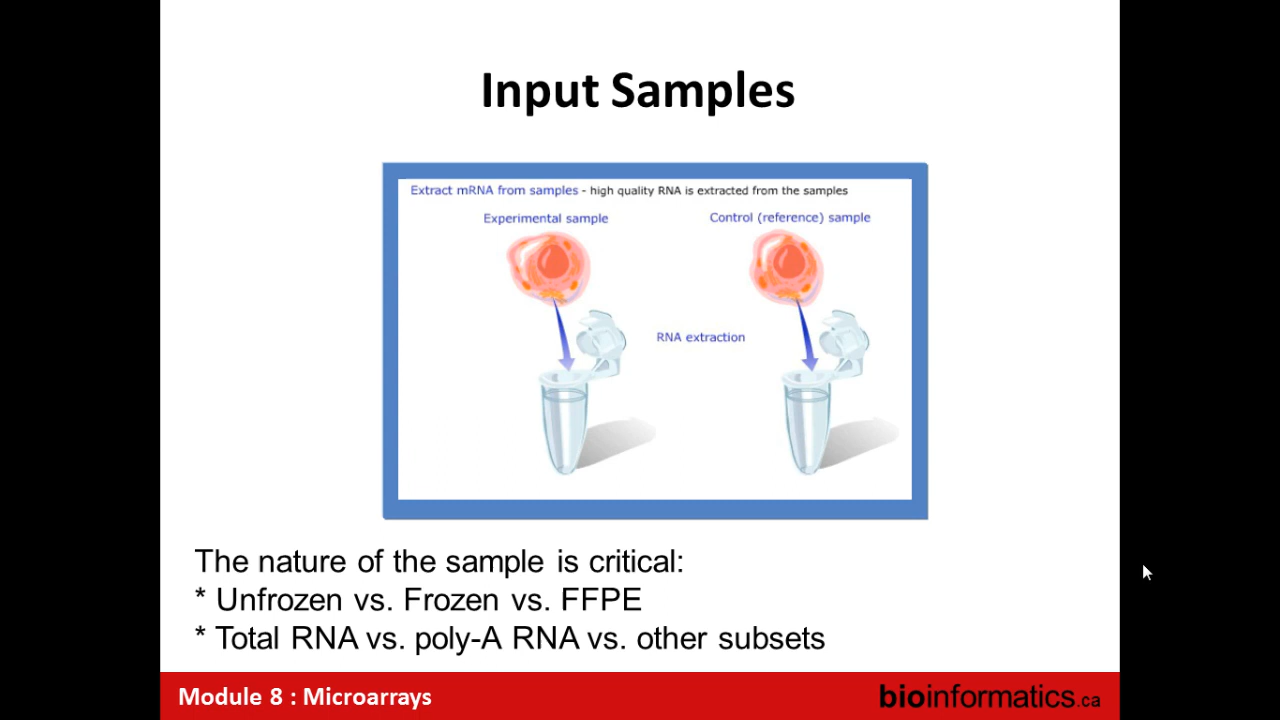 Input Samples
Extract mRNA from samples - high quality RNA is extracted from the samples
Experimental sample
Control (reference) sample
RNA extraction
The nature of the sample is critical:
* Unfrozen vs. Frozen vs. FFPE
* Total RNA vs. poly-A RNA vs. other subsets
Module 8 : Microarrays
bioinformatics.ca